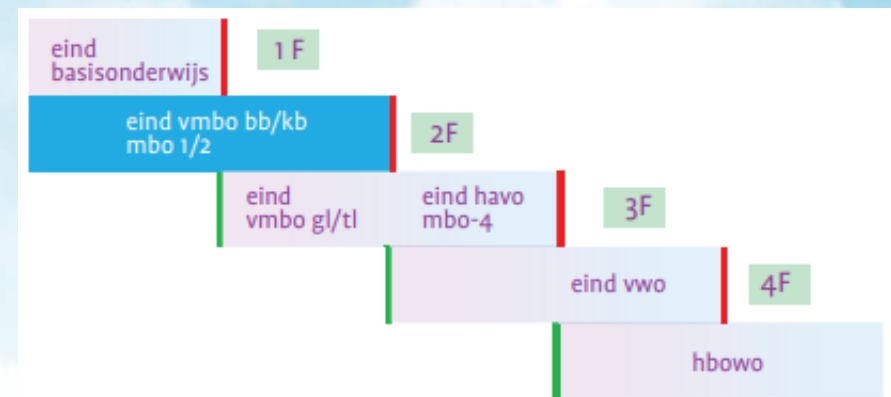 eind
basisonderwijs
1 F
eind vmbo bb/kb
mbo 1/2
2F
eind
vmbo gl/tl
eind havo
mbo-4
3F
eind vwo
4F
hbowo